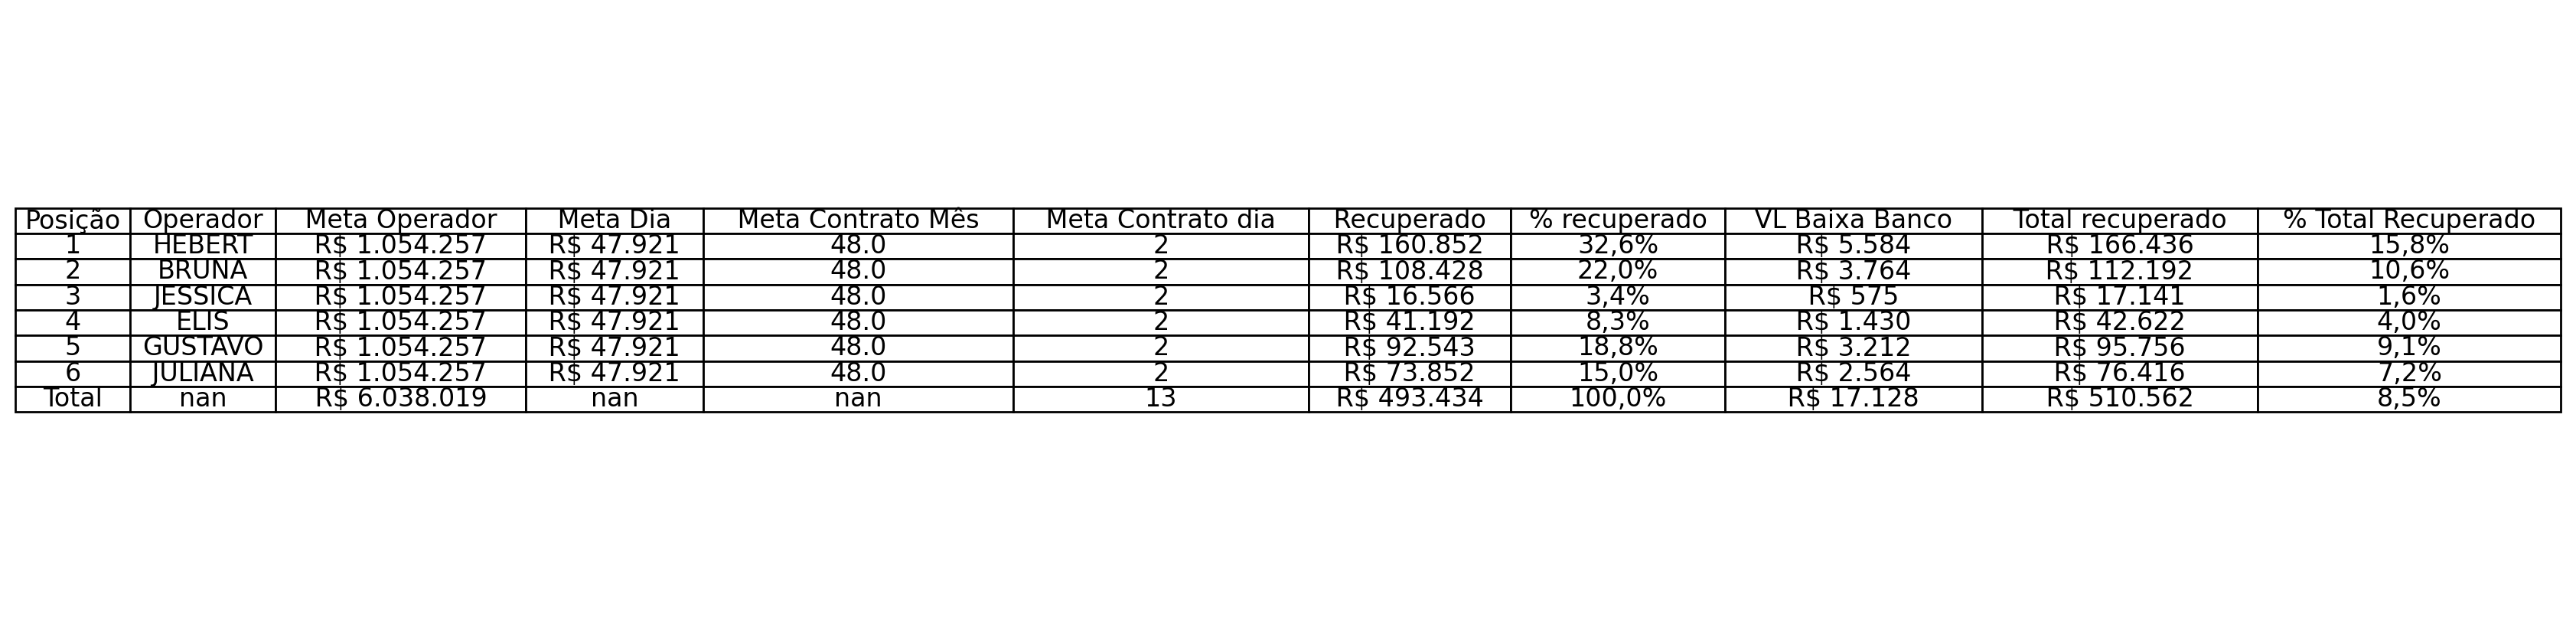 Posição Operador Meta Operador Meta Dia Meta Contrato Mês Meta Contrato dia Recuperado % recuperado VL Baixa Banco Total recuperado % Total Recuperado
1 HEBERT R$ 1.054.257 R$ 47.921 48.0 2 R$ 160.852 32,6% R$ 5.584 R$ 166.436 15,8%
2 BRUNA R$ 1.054.257 R$ 47.921 48.0 2 R$ 108.428 22,0% R$ 3.764 R$ 112.192 10,6%
3 JESSICA R$ 1.054.257 R$ 47.921 48.0 2 R$ 16.566 3,4% R$ 575 R$ 17.141 1,6%
4 ELIS R$ 1.054.257 R$ 47.921 48.0 2 R$ 41.192 8,3% R$ 1.430 R$ 42.622 4,0%
5 GUSTAVO R$ 1.054.257 R$ 47.921 48.0 2 R$ 92.543 18,8% R$ 3.212 R$ 95.756 9,1%
6 JULIANA R$ 1.054.257 R$ 47.921 48.0 2 R$ 73.852 15,0% R$ 2.564 R$ 76.416 7,2%
Total nan R$ 6.038.019 nan nan 13 R$ 493.434 100,0% R$ 17.128 R$ 510.562 8,5%